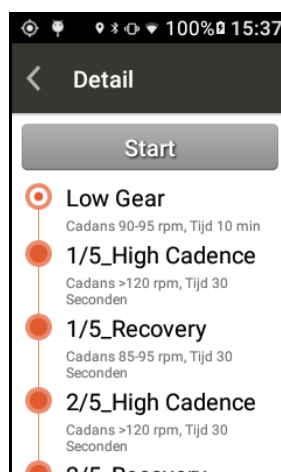 100% 15:37
Detail
Start
Low Gear
Cadans 90-95 rpm, Tijd 10 min
1/5_High Cadence
Cadans >120 rpm, Tijd 30
Seconden
1/5_Recovery
Cadans 85-95 rpm, Tijd 30
Seconden
2/5_High Cadence
Cadans >120 rpm, Tijd 30
Seconden
2/5_Recovery